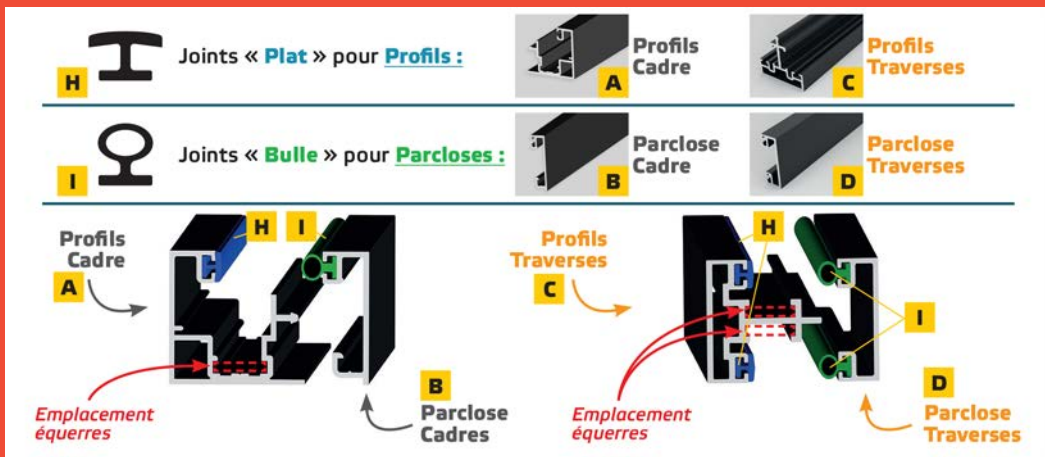 H
Joints « Plat » pour Profils :
A
Profils
Cadre
C
Profils
Traverses
I
Joints « Bulle » pour Parcloses :
B
Parclose
Cadre
D
Parclose
Traverses
Profils
Cadre
A
H
I
Emplacement
équerres
B
Parclose
Cadres
Profils
Traverses
C
H
I
Emplacement
équerres
D
Parclose
Traverses